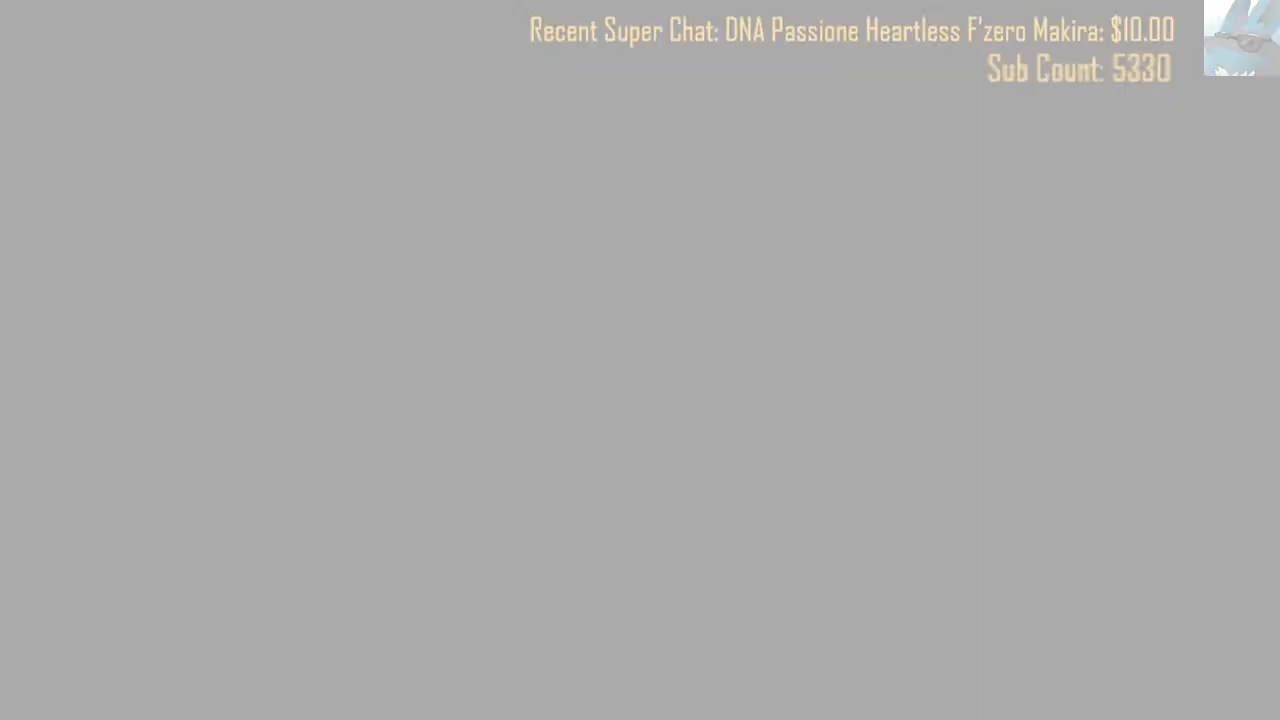 Recent Super Chat: DNA Passione Heartless F'zero Makira: $10.00
Sub Count: 5330